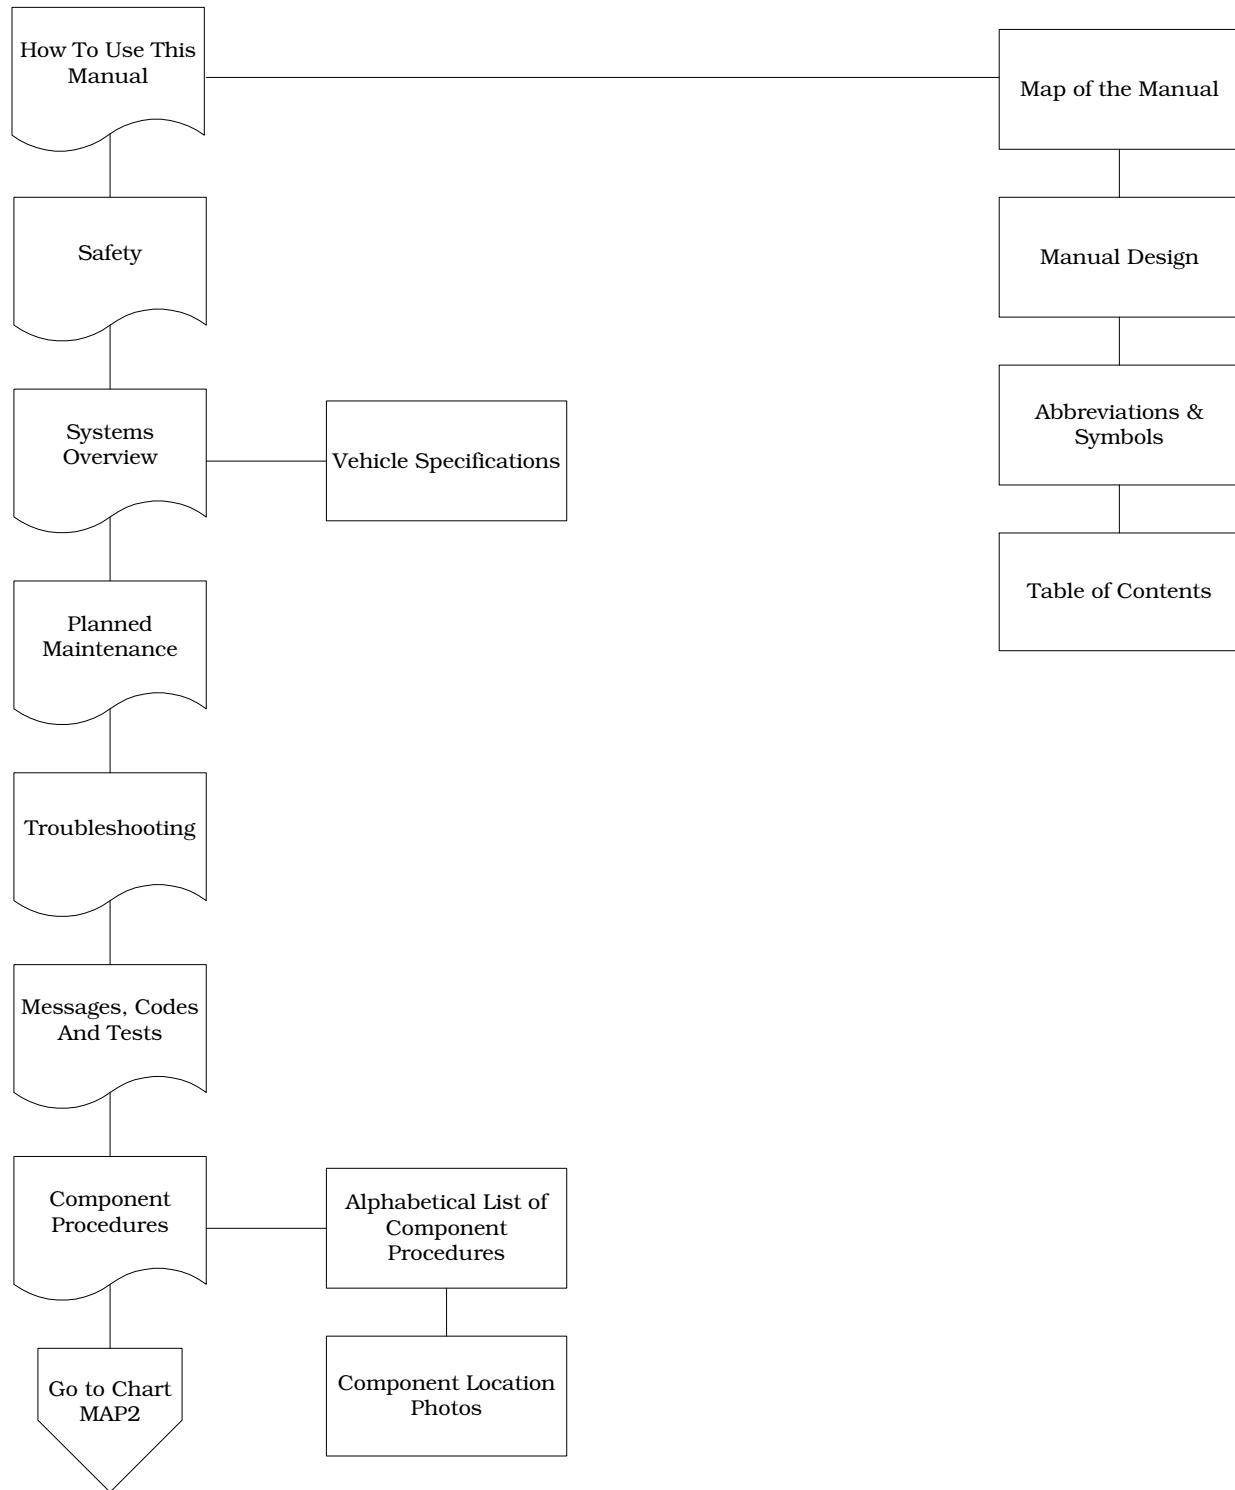 How To Use This
Manual
Map of the Manual
Safety
Manual Design
Systems
Overview
Vehicle Specifications
Abbreviations &
Symbols
Planned
Maintenance
Table of Contents
Troubleshooting
Messages, Codes
And Tests
Component
Procedures
Alphabetical List of
Component
Procedures
Go to Chart
MAP2
Component Location
Photos